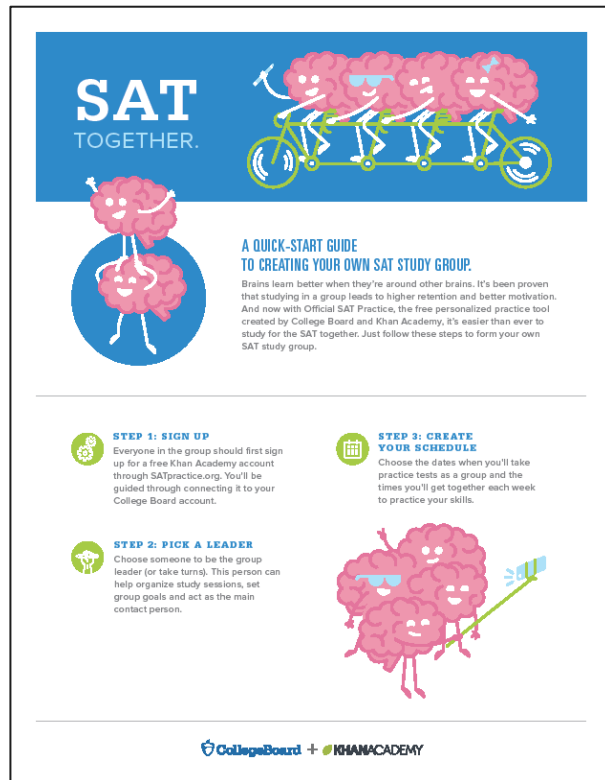 SAT
TOGETHER.
A QUICK-START GUIDE
TO CREATING YOUR OWN SAT STUDY GROUP.
Brains learn better when they're around other brains. It's been proven
that studying in a group leads to higher retention and better motivation.
And now with Official SAT Practice, the free personalized practice tool
created by College Board and Khan Academy, it's easier than ever to
study for the SAT together. Just follow these steps to form your own
SAT study group.
STEP 1: SIGN UP
Everyone in the group should first sign
up for a free Khan Academy account
through SATpractice.org. You'll be
guided through connecting it to your
College Board account.
STEP 2: PICK A LEADER
Choose someone to be the group
leader (or take turns). This person can
help organize study sessions, set
group goals and act as the main
contact person.
STEP 3: CREATE
YOUR SCHEDULE
Choose the dates when you'll take
practice tests as a group and the
times you'll get together each week
to practice your skills.
CollegeBoard + KHANACADEMY